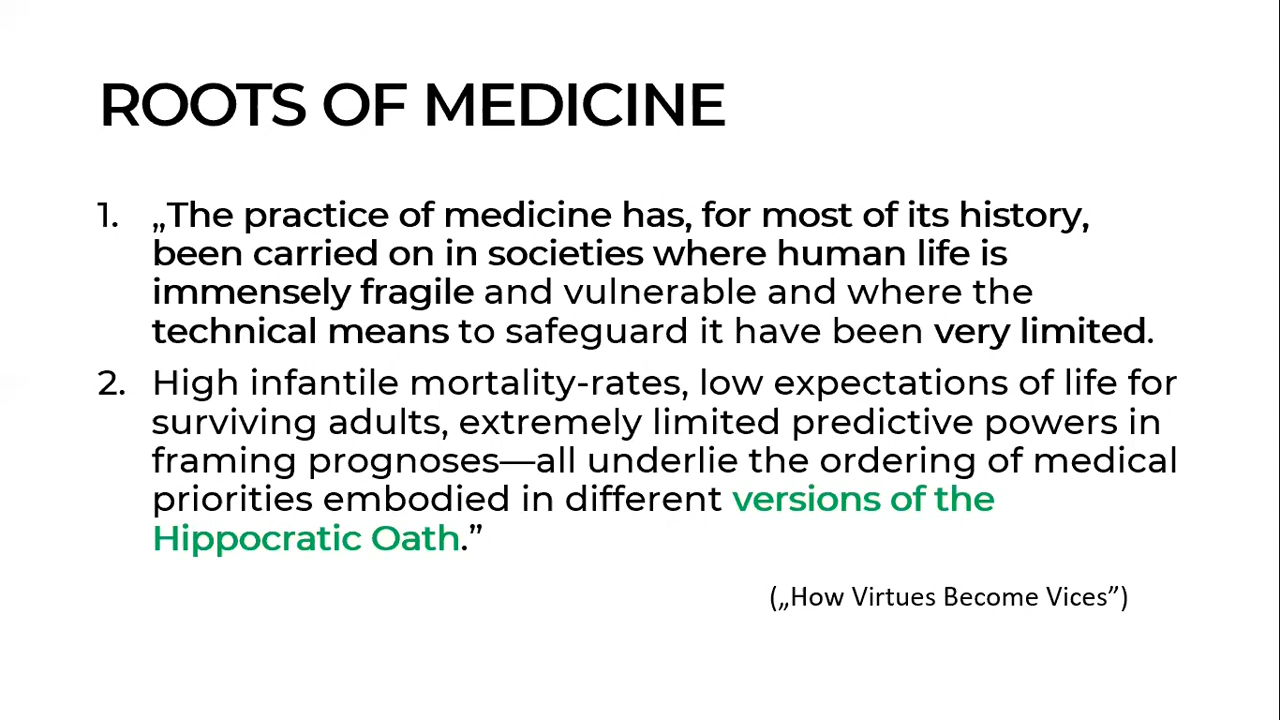 ROOTS OF MEDICINE
1. „The practice of medicine has, for most of its history,
been carried on in societies where human life is
immensely fragile and vulnerable and where the
technical means to safeguard it have been very limited.
2. High infantile mortality-rates, low expectations of life for
surviving adults, extremely limited predictive powers in
framing prognoses—all underlie the ordering of medical
priorities embodied in different versions of the
Hippocratic Oath.”
(„How Virtues Become Vices”)